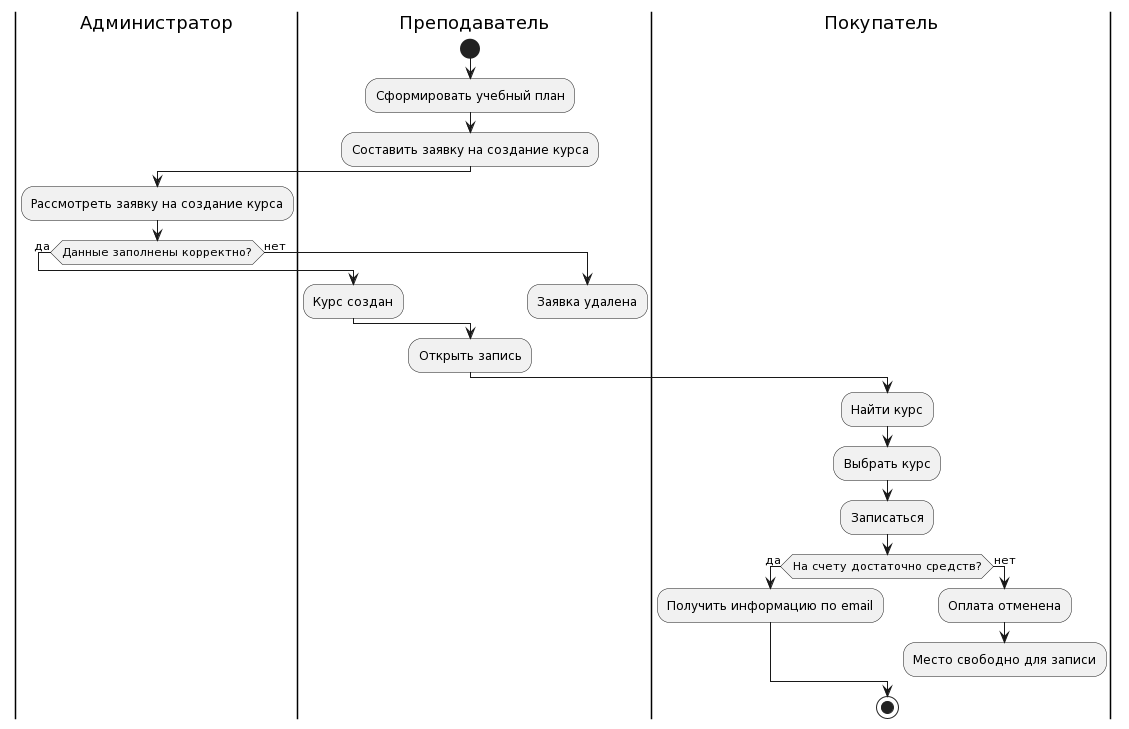 Администратор
Преподаватель
Покупатель
Сформировать учебный план
Составить заявку на создание курса
Рассмотреть заявку на создание курса
да
Данные заполнены корректно?
нет
Курс создан
Заявка удалена
Открыть запись
Найти курс
Выбрать курс
Записаться
да
На счету достаточно средств?
нет
Получить информацию по email
Оплата отменена
Место свободно для записи